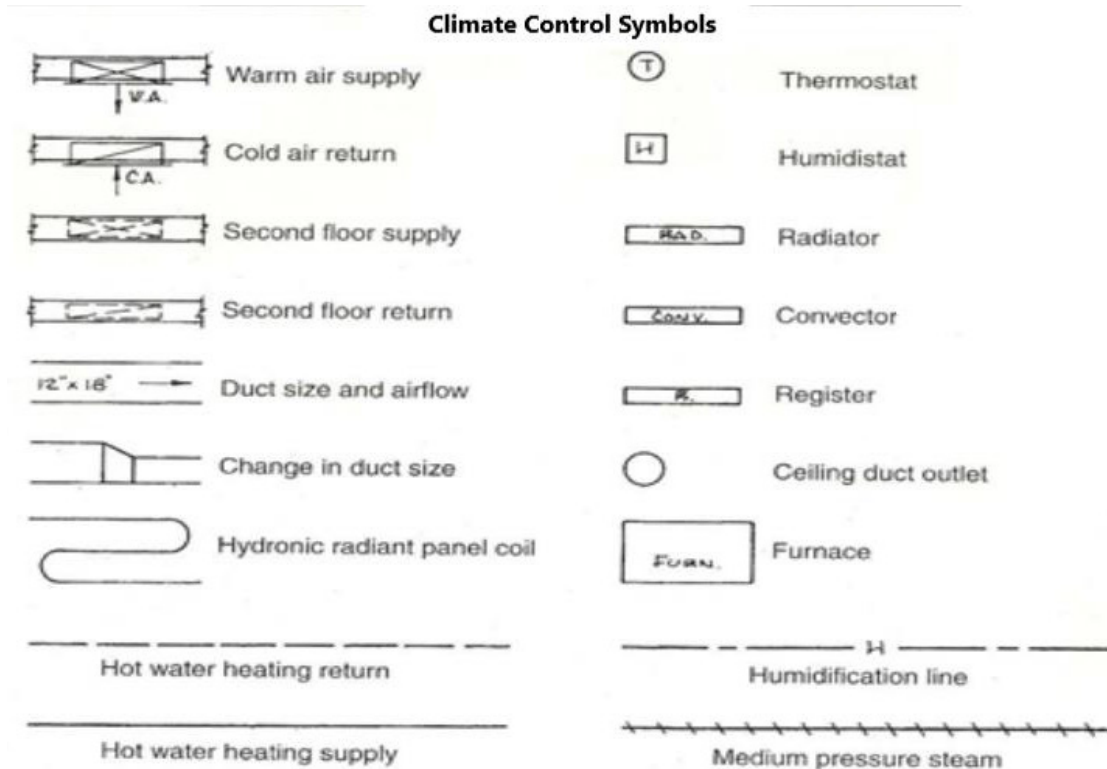 Climate Control Symbols
Warm air supply
W.A.
Cold air return
C.A.
Second floor supply
Second floor return
12" x 18"
Duct size and airflow
Change in duct size
Hydronic radiant panel coil
Hot water heating return
Hot water heating supply
T
Thermostat
H
Humidistat
RAD.
Radiator
CONV.
Convector
R.
Register
Ceiling duct outlet
FURN.
Furnace
H
Humidification line
Medium pressure steam